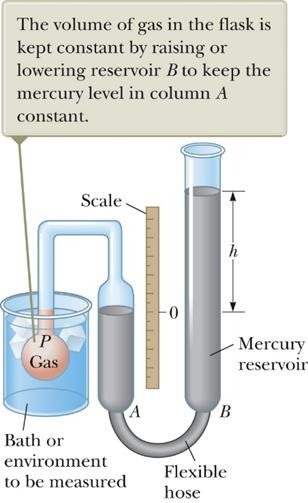 The volume of gas in the flask is
kept constant by raising or
lowering reservoir B to keep the
mercury level in column A
constant.
Scale
h
0
P
Gas
Mercury
reservoir
A
B
Bath or
environment
to be measured
Flexible
hose